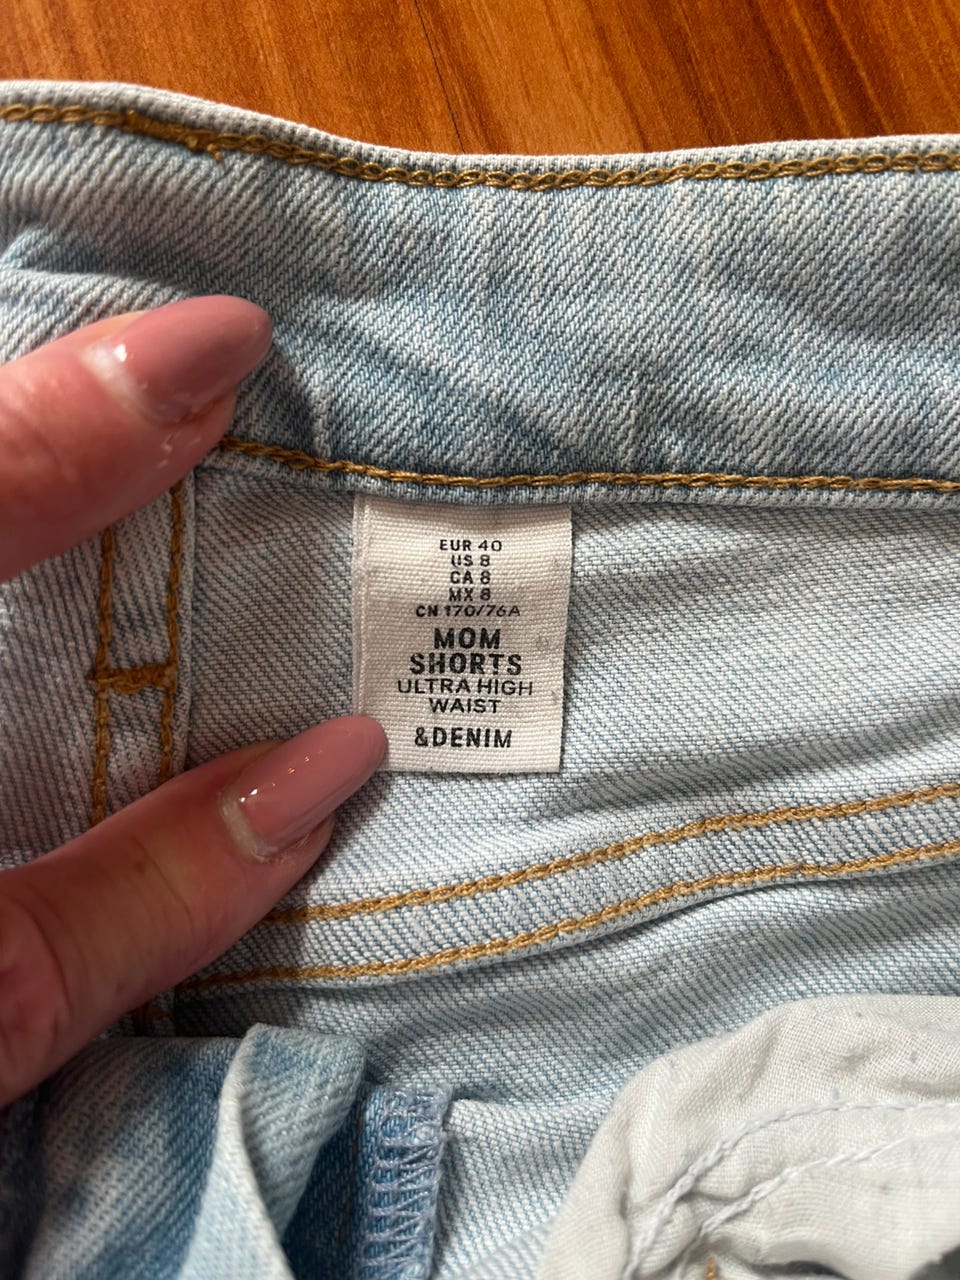 EUR 40
US 8
CA 8
MX 8
CN 170/76A
MOM
SHORTS
ULTRA HIGH
WAIST
&DENIM